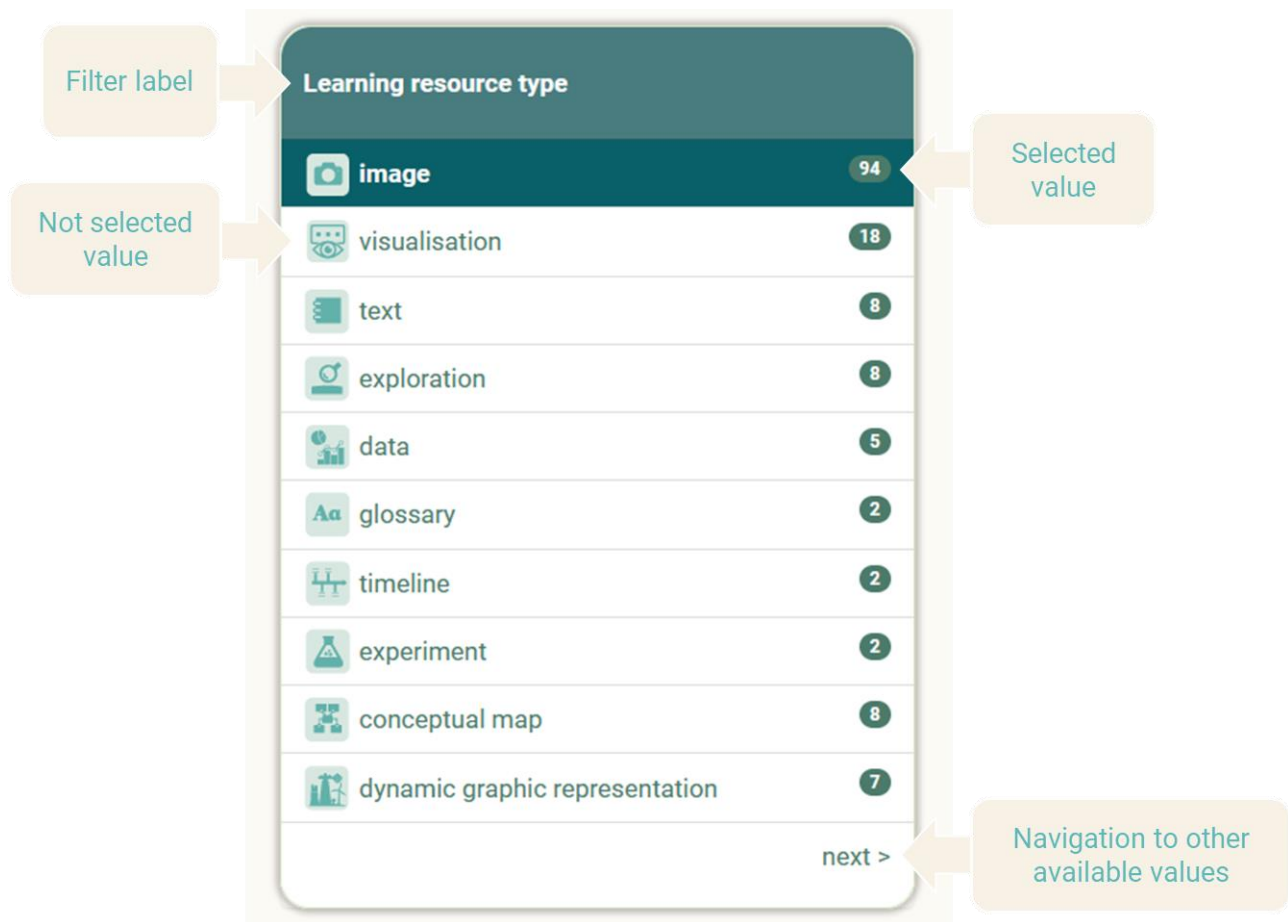 Filter label
Learning resource type
image 94
Selected
value
Not selected
value
visualisation 18
text 8
exploration 8
data 5
Aa glossary 2
timeline 2
experiment 2
conceptual map 8
dynamic graphic representation 7
next >
Navigation to other
available values